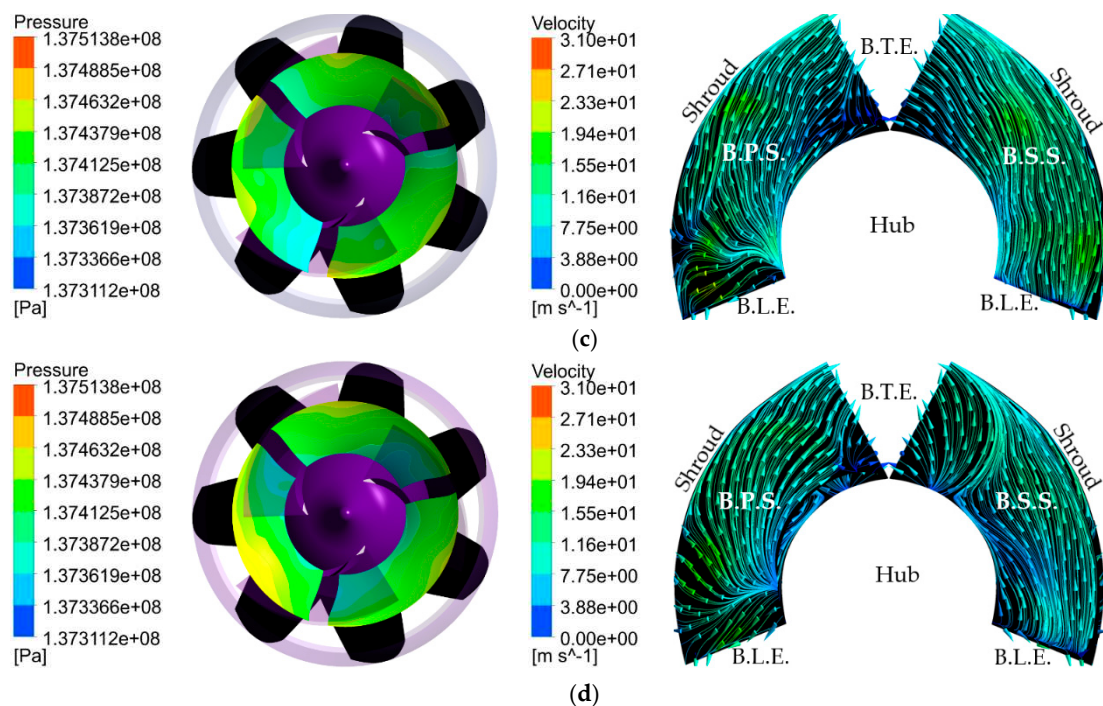 Pressure
1.375138e+08
1.374885e+08
1.374632e+08
1.374379e+08
1.374125e+08
1.373872e+08
1.373619e+08
1.373366e+08
1.373112e+08
[Pa]
Velocity
3.10e+01
2.71e+01
2.33e+01
1.94e+01
1.55e+01
1.16e+01
7.75e+00
3.88e+00
0.00e+00
[m s^-1]
B.T.E.
Shroud
Shroud
B.P.S.
B.S.S.
Hub
B.L.E.
B.L.E.
(c)
Pressure
1.375138e+08
1.374885e+08
1.374632e+08
1.374379e+08
1.374125e+08
1.373872e+08
1.373619e+08
1.373366e+08
1.373112e+08
[Pa]
Velocity
3.10e+01
2.71e+01
2.33e+01
1.94e+01
1.55e+01
1.16e+01
7.75e+00
3.88e+00
0.00e+00
[m s^-1]
B.T.E.
Shroud
Shroud
B.P.S.
B.S.S.
Hub
B.L.E.
B.L.E.
(d)